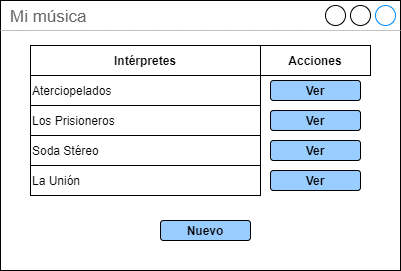 Mi música
Intérpretes Acciones
Aterciopelados Ver
Los Prisioneros Ver
Soda Stéreo Ver
La Unión Ver
Nuevo